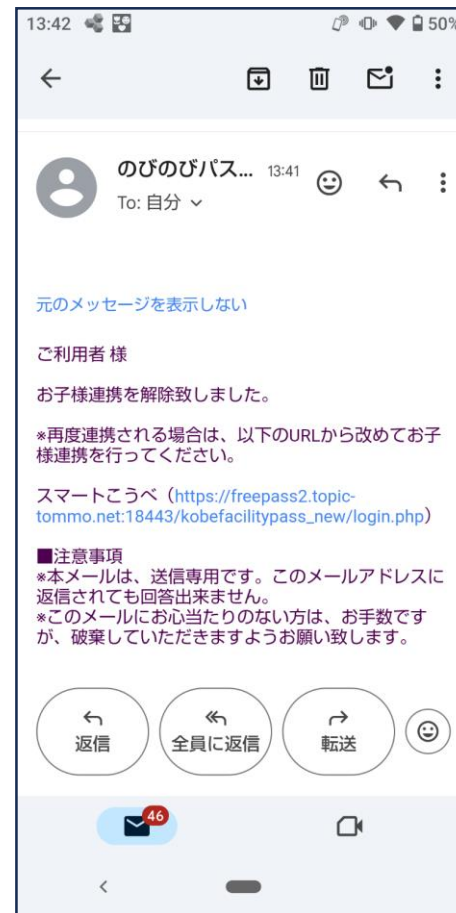 13:42
50%
のびのびパス... 13:41
To: 自分
元のメッセージを表示しない
ご利用者 様
お子様連携を解除致しました。
※再度連携される場合は、以下のURLから改めてお子
様連携を行ってください。
スマートこうべ（https://freepass2.topic-
tommo.net:18443/kobefacilitypass_new/login.php）
■注意事項
※本メールは、送信専用です。このメールアドレスに
返信されても回答出来ません。
※このメールにお心当たりのない方は、お手数です
が、破棄していただきますようお願い致します。
返信
全員に返信
転送
46